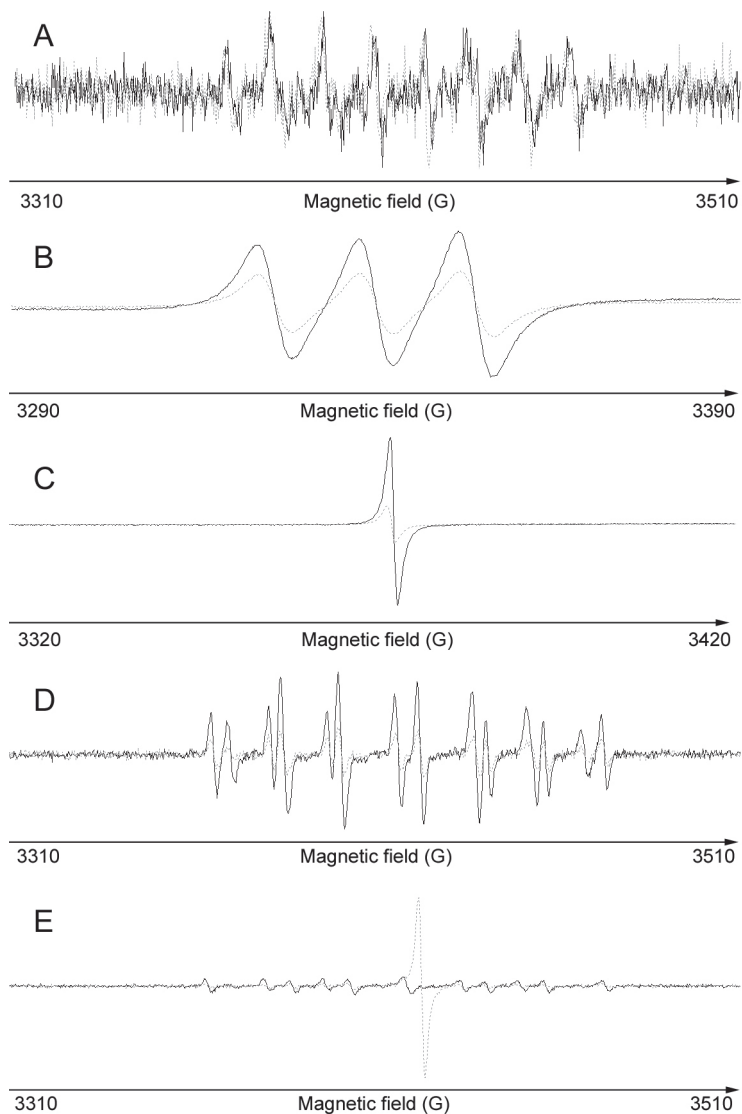 A
3310 Magnetic field (G) 3510
B
3290 Magnetic field (G) 3390
C
3320 Magnetic field (G) 3420
D
3310 Magnetic field (G) 3510
E
3310 Magnetic field (G) 3510